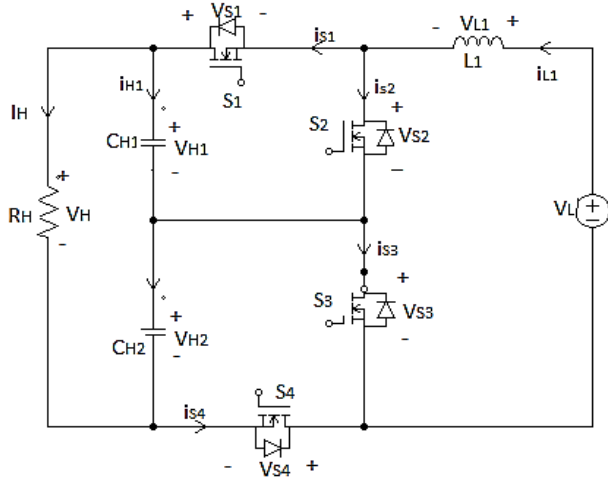 + VS1 -
iS1
- VL1 +
L1
iL1
S1
IH
iH1
is2
+
S2
VS2
-
+
CH1
VH1
-
+
RH
VH
-
VL
+
-
iS3
+
S3
VS3
-
+
CH2
VH2
-
S4
iS4
- VS4 +